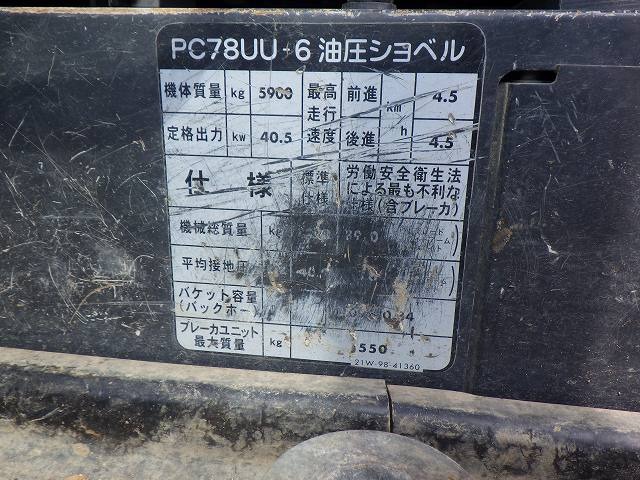 PC78UU-6 油圧ショベル
機体質量 kg 5900 最高走行速度 前進 km/h 4.5
定格出力 kw 40.5 後進 4.5
仕様 標準仕様 労働安全衛生法
による最も不利な
仕様(含ブレーカ)
機械総質量 kg
平均接地圧
バケット容量
(バックホー)
ブレーカユニット
最大質量 kg 550
21W-98-41360